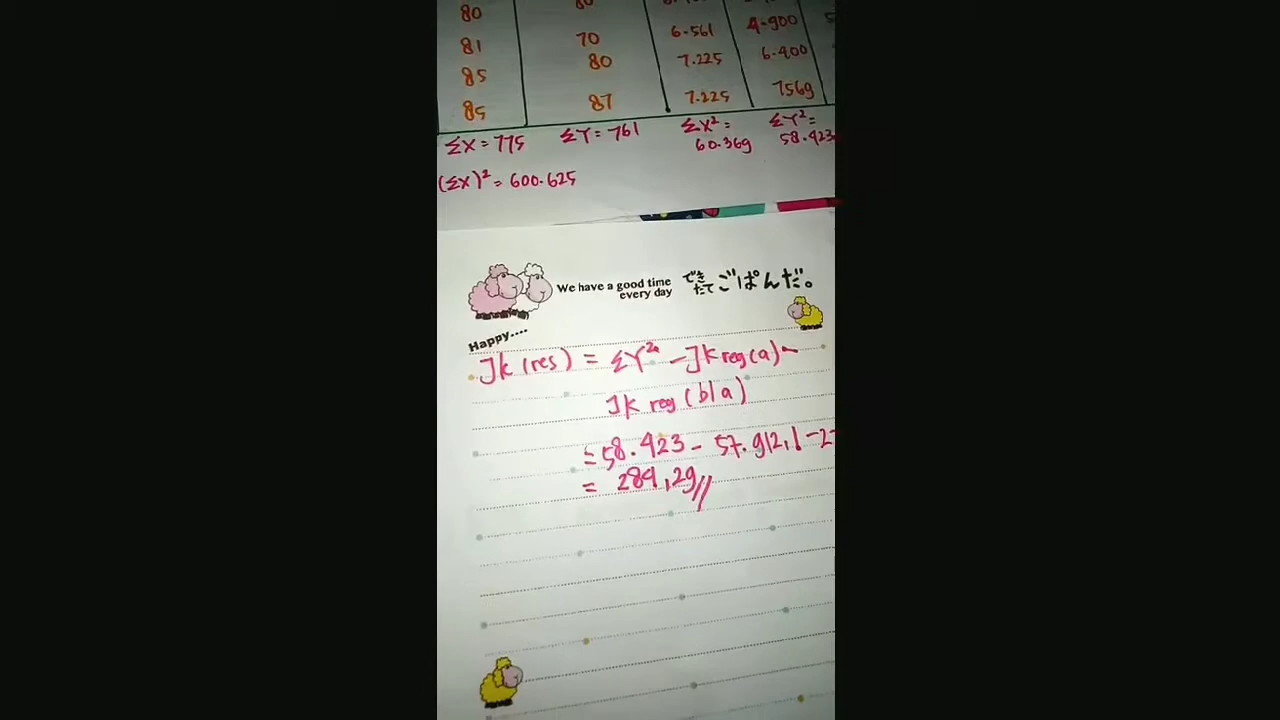 80 80
81 70 6.561 4.900
85 80 7.225 6.400
85 87 7.225 7569
ΣX = 775 ΣY = 761 ΣX² = 60.369 ΣY² = 58.423
(ΣX)² = 600.625
We have a good time every day
できたて ごぱんだ。
Happy....
Jk (res) = ΣY² - Jk reg (a) -
Jk reg (b/a)
= 58.423 - 57.912,1 - 2
= 289,29//